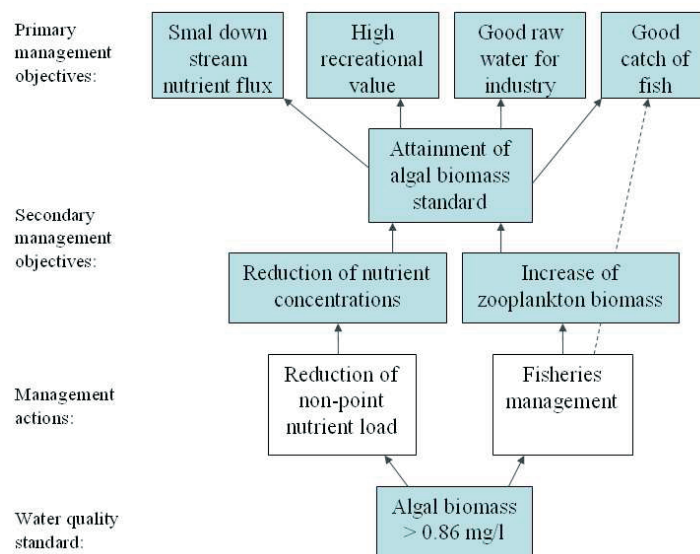 Primary
management
objectives:
Smal down
stream
nutrient flux
High
recreational
value
Good raw
water for
industry
Good
catch of
fish
Attainment of
algal biomass
standard
Secondary
management
objectives:
Reduction of nutrient
concentrations
Increase of
zooplankton biomass
Management
actions:
Reduction of
non-point
nutrient load
Fisheries
management
Water quality
standard:
Algal biomass
> 0.86 mg/l